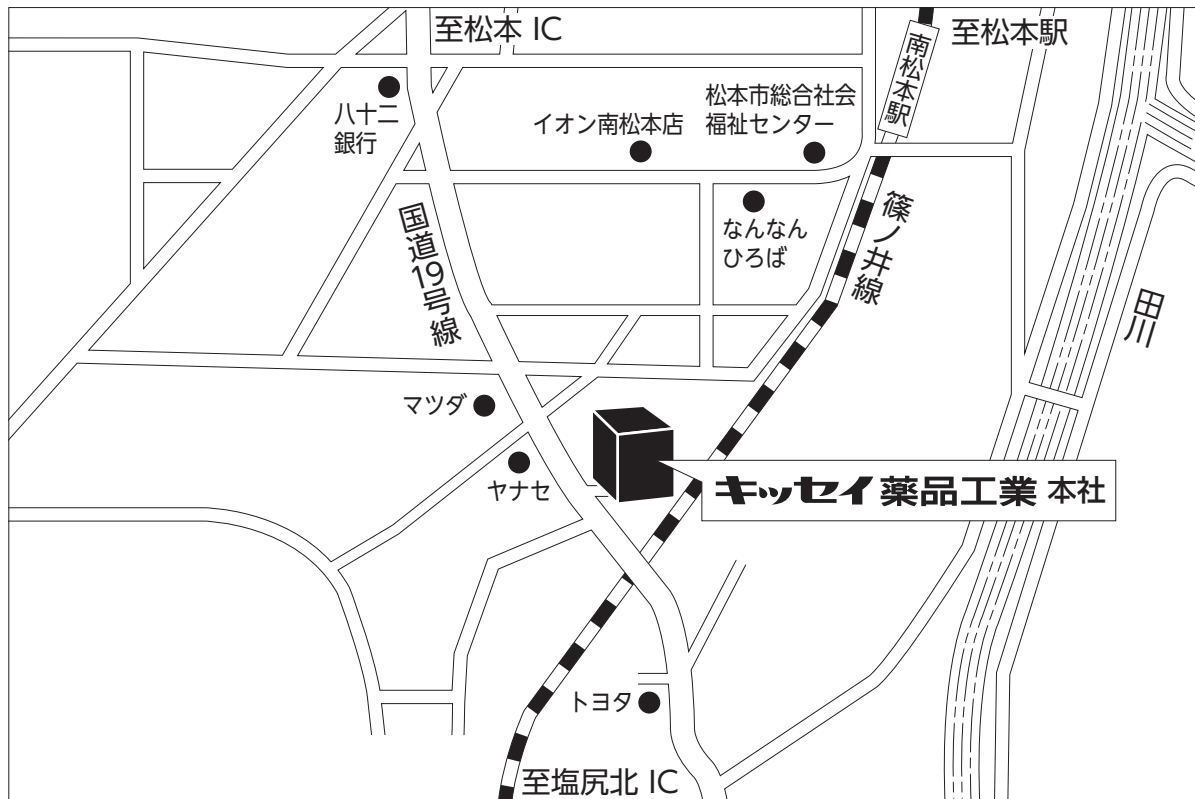 至松本 IC
至松本駅
南松本駅
八十二
銀行
イオン南松本店
松本市総合社会
福祉センター
なんなん
ひろば
篠ノ井線
国道19号線
田川
マツダ
ヤナセ
キッセイ薬品工業 本社
トヨタ
至塩尻北 IC